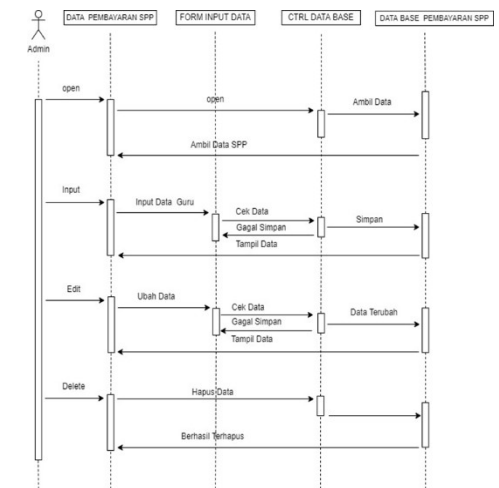 DATA PEMBAYARAN SPP
FORM INPUT DATA
CTRL DATA BASE
DATA BASE PEMBAYARAN SPP
Admin
open
open
Ambil Data
Ambil Data SPP
Input
Input Data Guru
Cek Data
Simpan
Gagal Simpan
Tampil Data
Edit
Ubah Data
Cek Data
Data Terubah
Gagal Simpan
Tampil Data
Delete
Hapus Data
Berhasil Terhapus